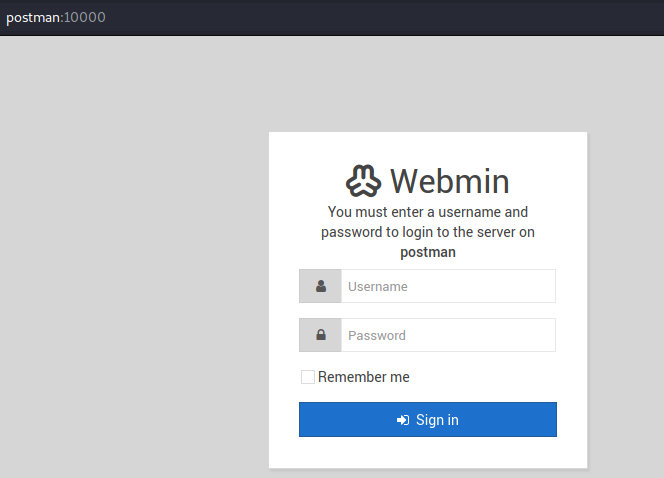 postman:10000
Webmin
You must enter a username and
password to login to the server on
postman
Username
Password
Remember me
Sign in